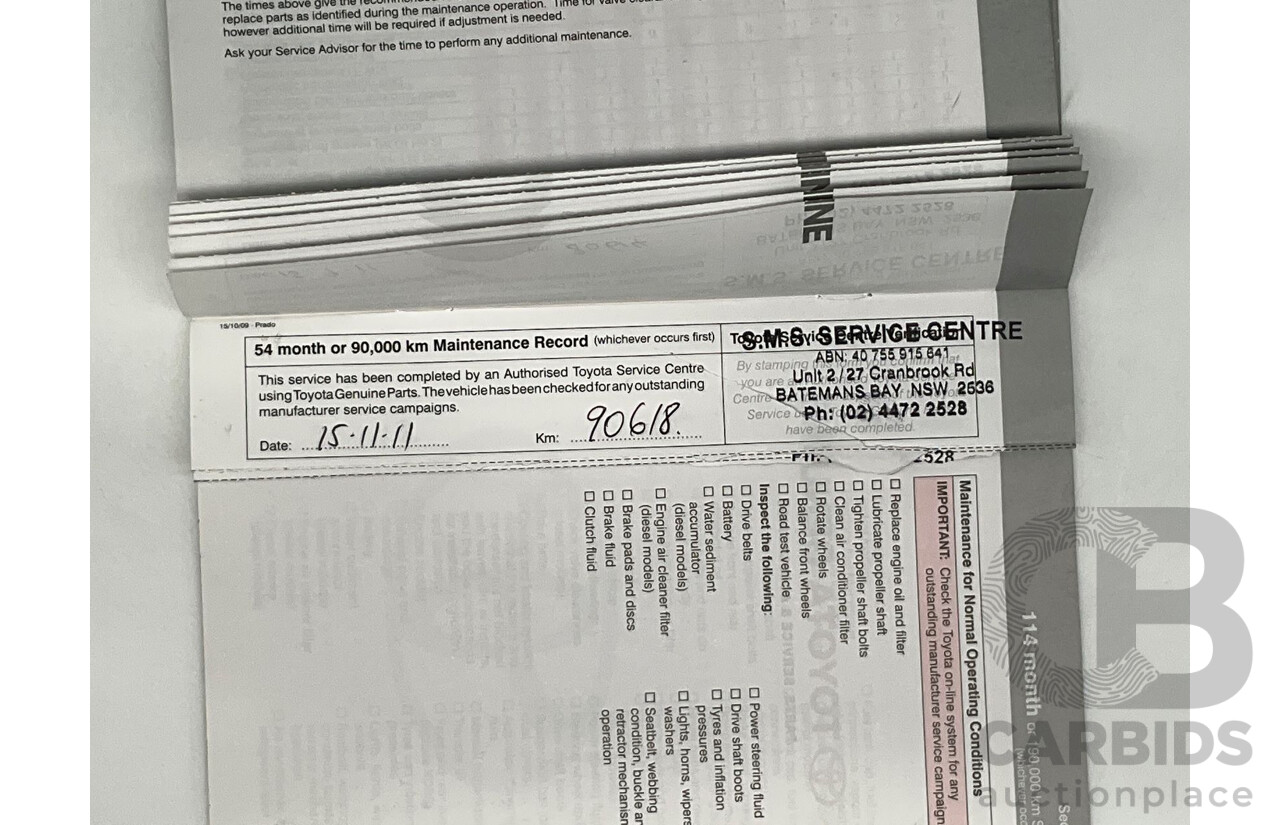 The times above give the
replace parts as identified during the maintenance operation. Time for
however additional time will be required if adjustment is needed.
Ask your Service Advisor for the time to perform any additional maintenance.
NINE
S.M.S. SERVICE CENTRE
15/10/09 - Prado
54 month or 90,000 km Maintenance Record (whichever occurs first)
This service has been completed by an Authorised Toyota Service Centre
using Toyota Genuine Parts. The vehicle has been checked for any outstanding
manufacturer service campaigns.
Date: 15·11·11 Km: 90618.
S.M.S. SERVICE CENTRE
ABN: 40 755 915 641
Unit 2 / 27 Cranbrook Rd
BATEMANS BAY NSW 2536
Ph: (02) 4472 2528
By stamping
you are
Centre
Service
have been completed.
2528
114 month or 190,000 km
Maintenance for Normal Operating Conditions
IMPORTANT: Check the Toyota on-line system for any
outstanding manufacturer service campaign
☐ Replace engine oil and filter
☐ Lubricate propeller shaft
☐ Tighten propeller shaft bolts
☐ Clean air conditioner filter
☐ Rotate wheels
☐ Balance front wheels
☐ Road test vehicle
Inspect the following:
☐ Drive belts
☐ Battery
☐ Water sediment
accumulator
(diesel models)
☐ Engine air cleaner filter
(diesel models)
☐ Brake pads and discs
☐ Brake fluid
☐ Clutch fluid
☐ Power steering fluid
☐ Drive shaft boots
☐ Tyres and inflation
pressures
☐ Lights, horns, wipers
washers
☐ Seatbelt, webbing
condition, buckle
retractor mechanism
operation
CARBIDS
auctionplace